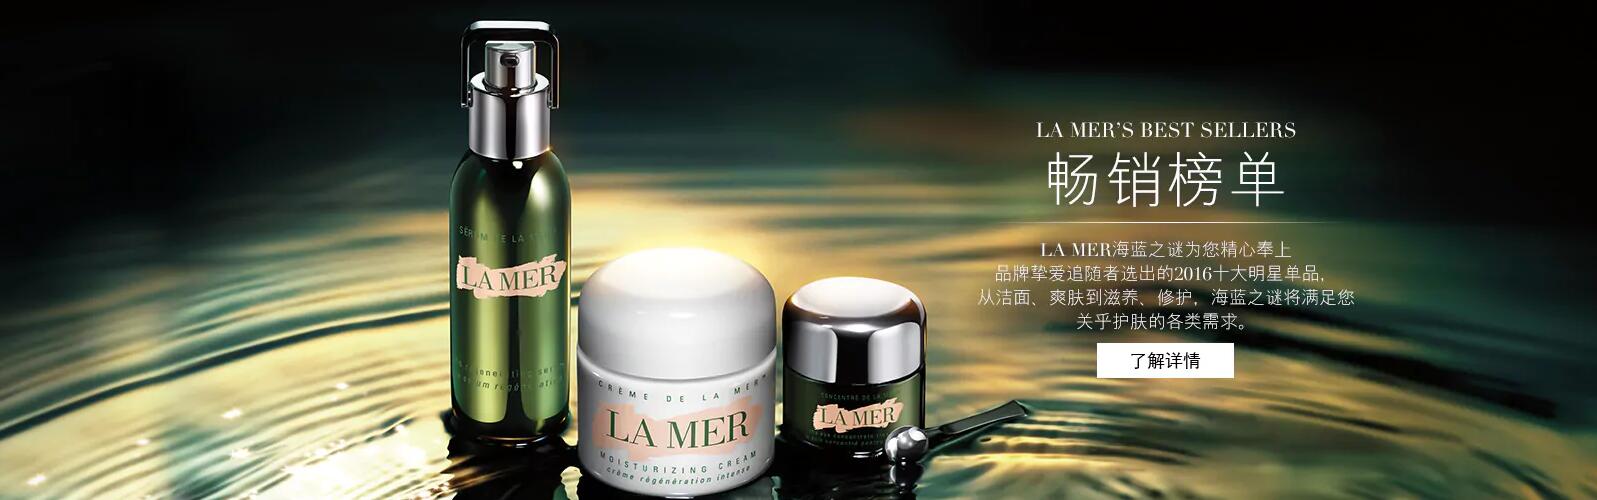 LA MER'S BEST SELLERS
畅销榜单
LA MER海蓝之谜为您精心奉上
品牌挚爱追随者选出的2016十大明星单品,
从洁面、爽肤到滋养、修护, 海蓝之谜将满足您
关乎护肤的各类需求。
了解详情
SÉRUM DE LA
LA MER
CRÈME DE LA MER™
LA MER
MOISTURIZING CREAM
crème régénération intense
LA MER